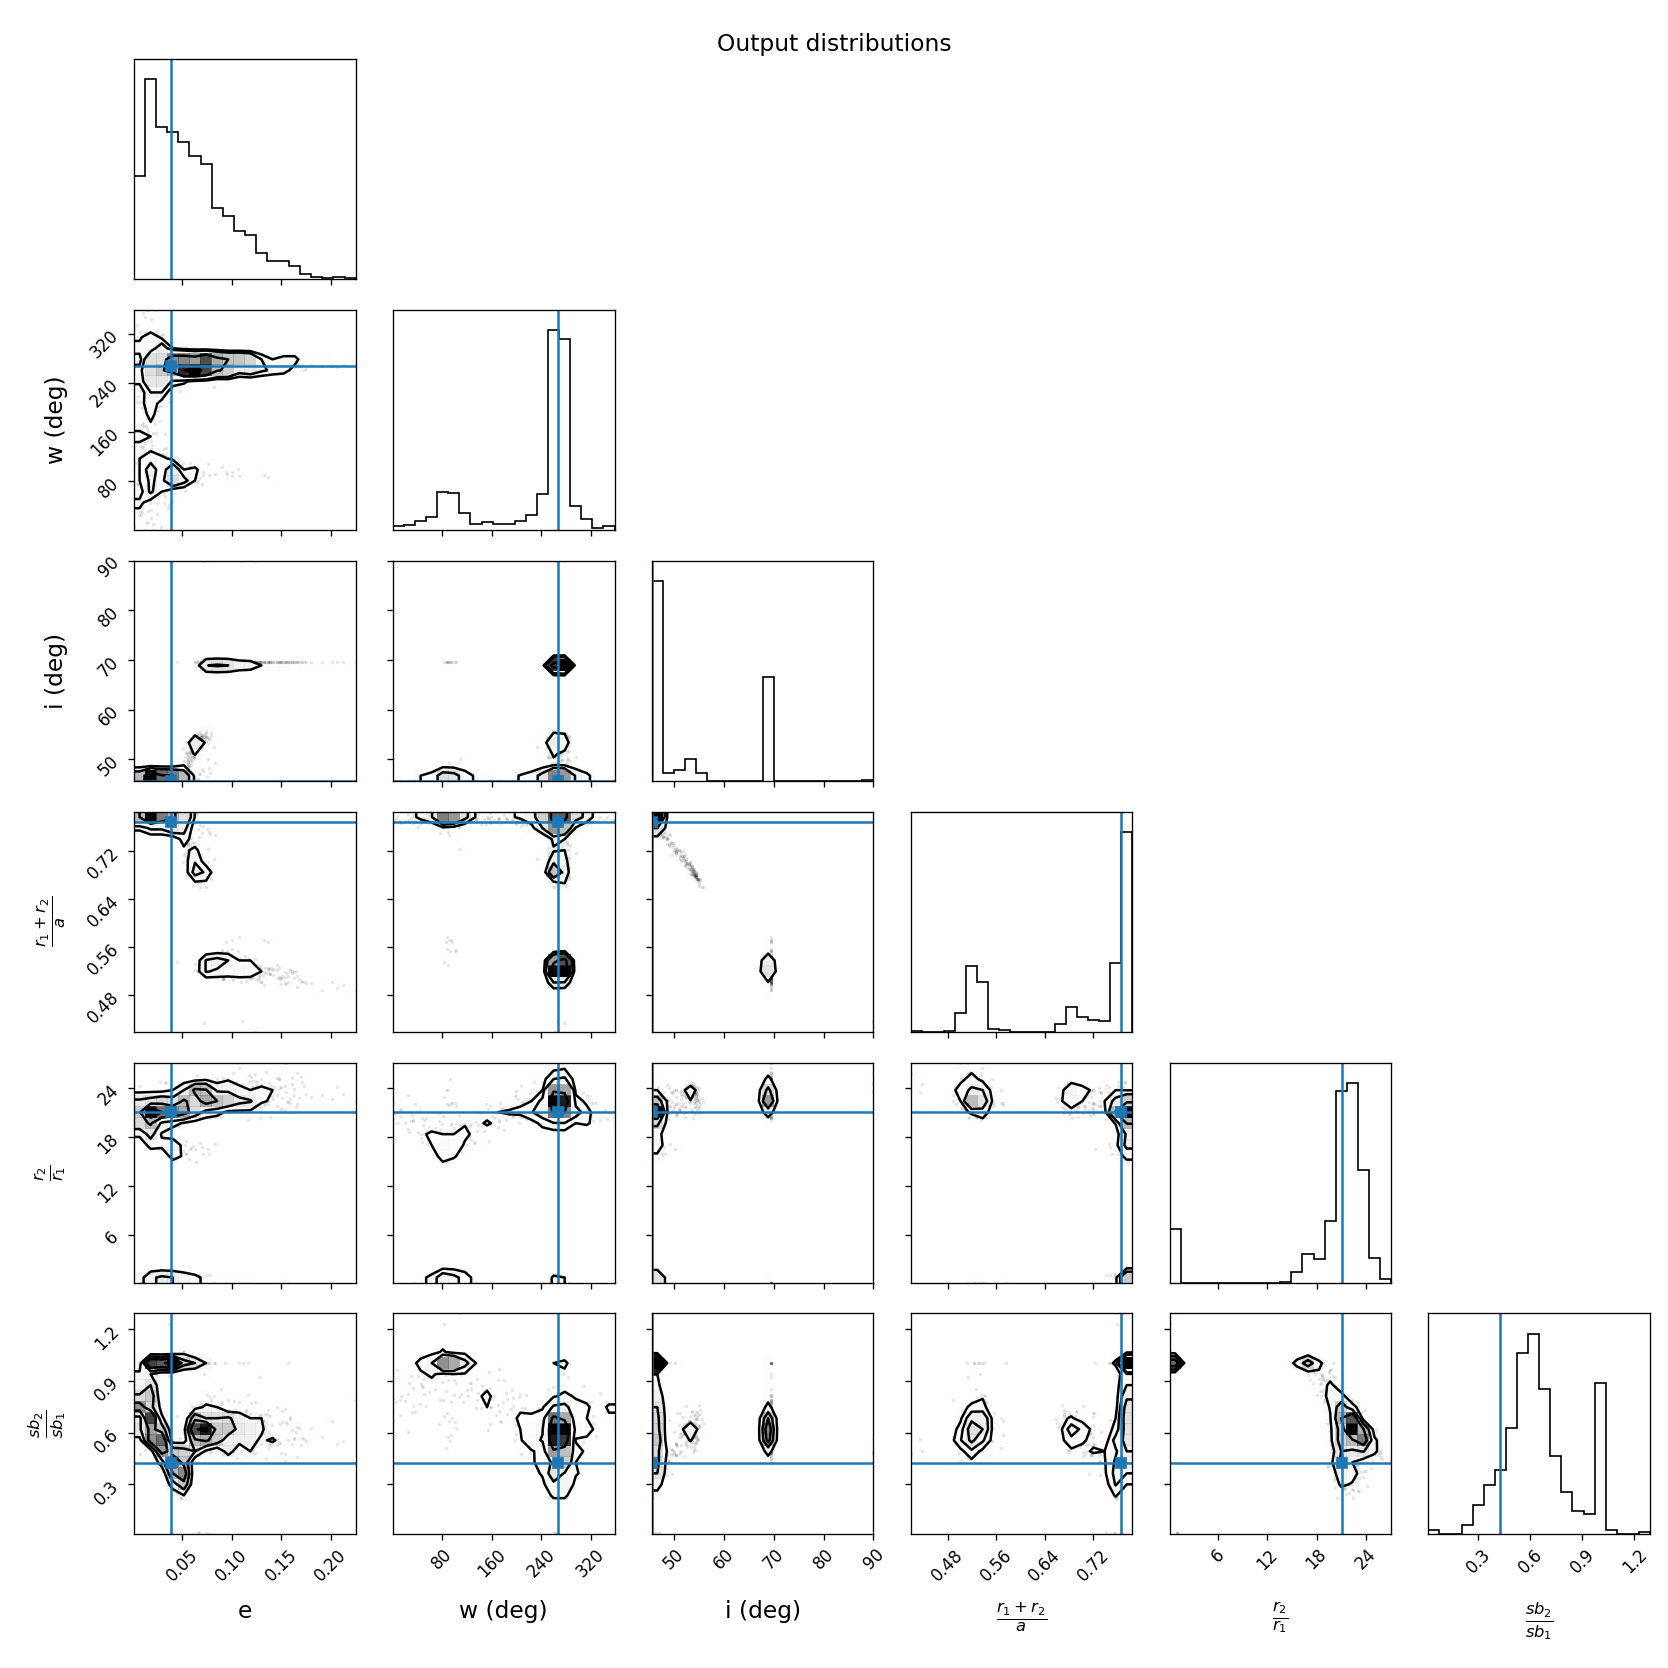 Output distributions
w (deg)
320
240
160
80
i (deg)
90
80
70
60
50
r₁ + r₂
a
0.72
0.64
0.56
0.48
r₂
r₁
24
18
12
6
sb₂
sb₁
1.2
0.9
0.6
0.3
0.05 0.10 0.15 0.20 80 160 240 320 50 60 70 80 90 0.48 0.56 0.64 0.72 6 12 18 24 0.3 0.6 0.9 1.2
e w (deg) i (deg)
r₁ + r₂
a
r₂
r₁
sb₂
sb₁